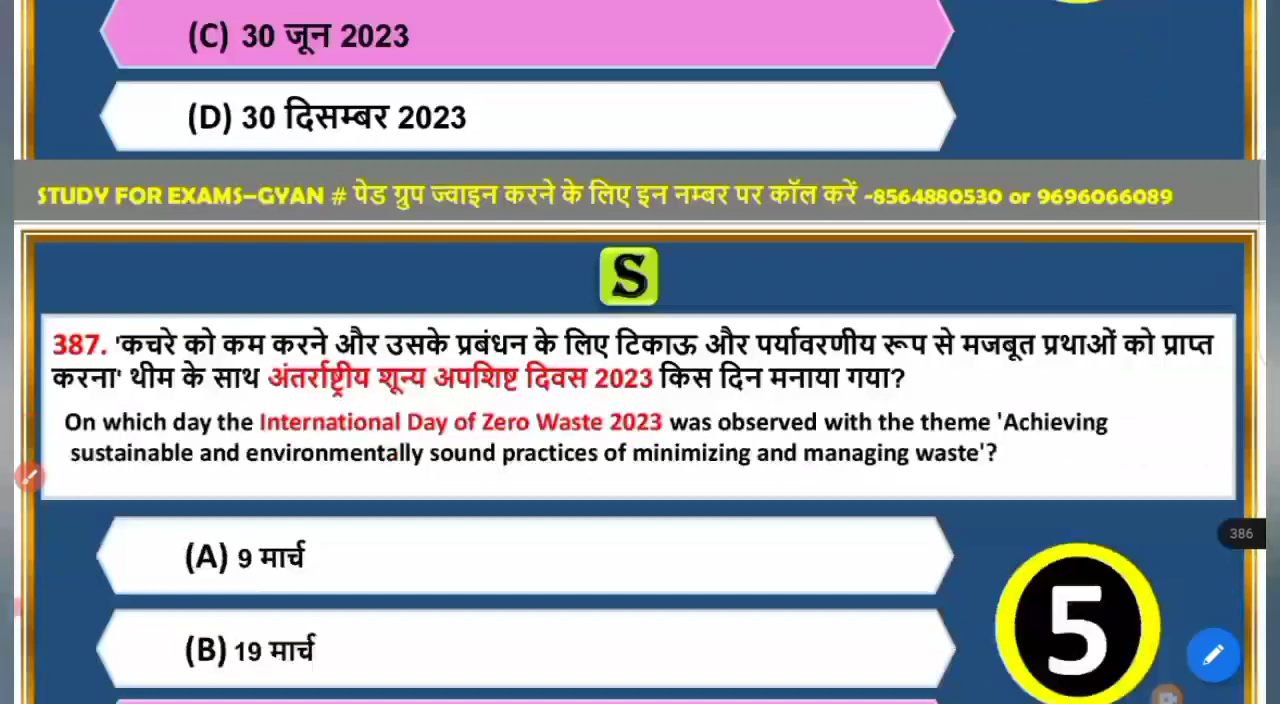 (C) 30 जून 2023
(D) 30 दिसम्बर 2023
STUDY FOR EXAMS–GYAN # पेड ग्रुप ज्वाइन करने के लिए इन नम्बर पर कॉल करें -8564880530 or 9696066089
S
387. 'कचरे को कम करने और उसके प्रबंधन के लिए टिकाऊ और पर्यावरणीय रूप से मजबूत प्रथाओं को प्राप्त
करना' थीम के साथ अंतर्राष्ट्रीय शून्य अपशिष्ट दिवस 2023 किस दिन मनाया गया?
On which day the International Day of Zero Waste 2023 was observed with the theme 'Achieving
sustainable and environmentally sound practices of minimizing and managing waste'?
386
(A) 9 मार्च
5
(B) 19 मार्च